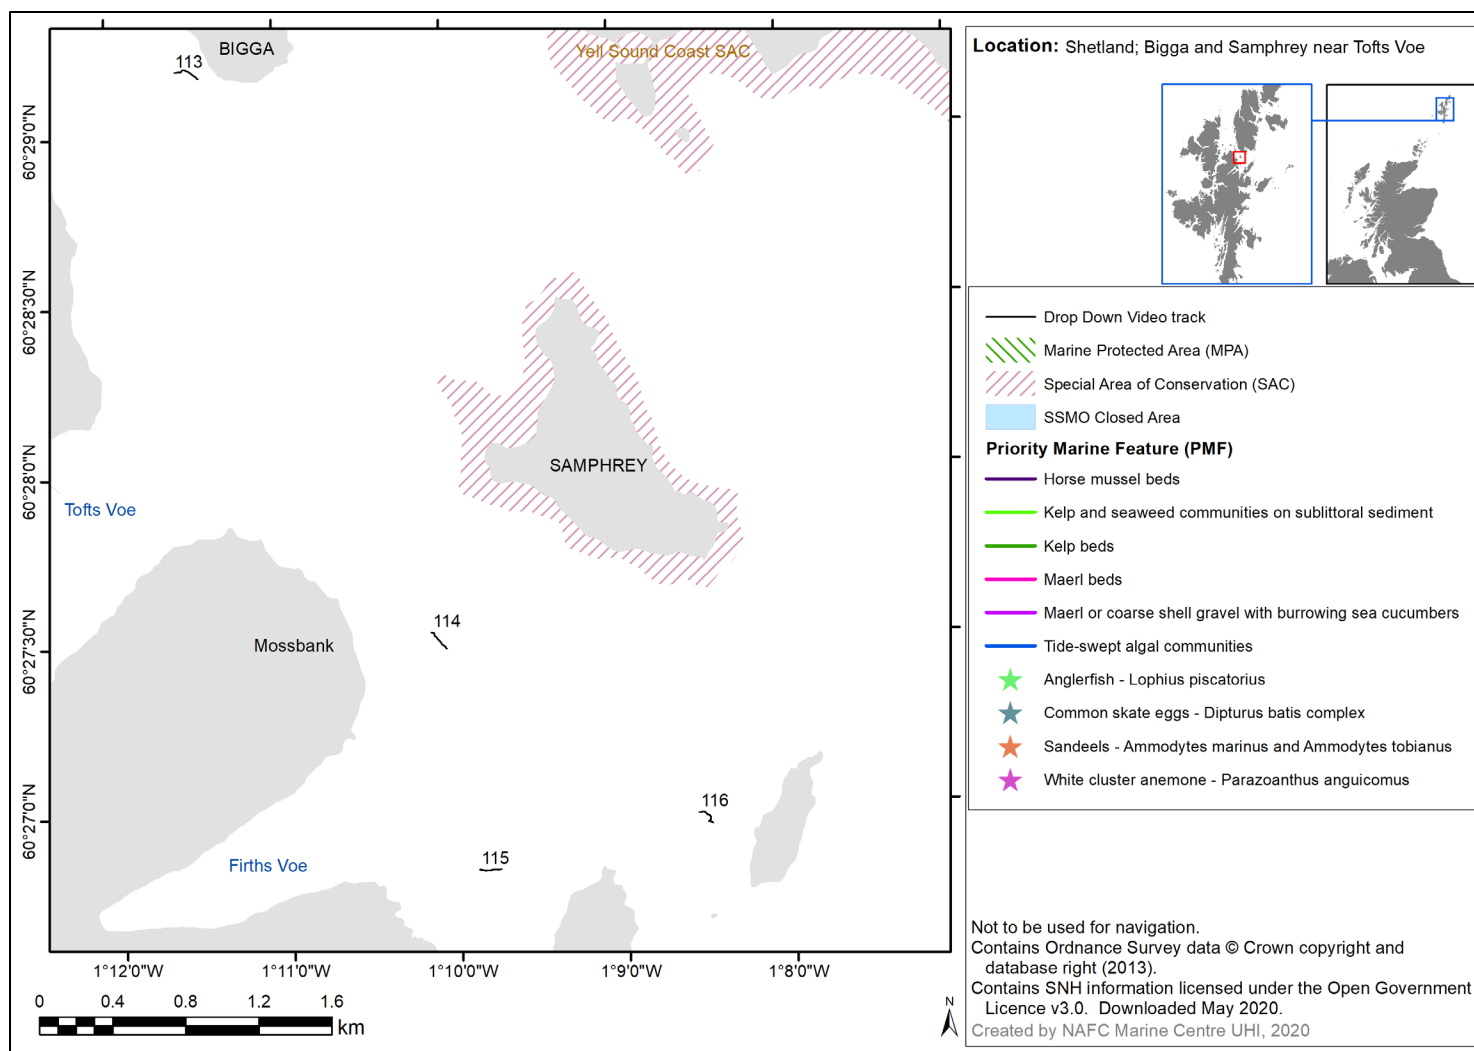 BIGGA
113
Yell Sound Coast SAC
60°29'0"N
60°28'30"N
SAMPHREY
60°28'0"N
Tofts Voe
114
Mossbank
60°27'30"N
116
60°27'0"N
115
Firths Voe
1°12'0"W
1°11'0"W
1°10'0"W
1°9'0"W
1°8'0"W
0 0.4 0.8 1.2 1.6
km
N
Location: Shetland; Bigga and Samphrey near Tofts Voe
Drop Down Video track
Marine Protected Area (MPA)
Special Area of Conservation (SAC)
SSMO Closed Area
Priority Marine Feature (PMF)
Horse mussel beds
Kelp and seaweed communities on sublittoral sediment
Kelp beds
Maerl beds
Maerl or coarse shell gravel with burrowing sea cucumbers
Tide-swept algal communities
Anglerfish - Lophius piscatorius
Common skate eggs - Dipturus batis complex
Sandeels - Ammodytes marinus and Ammodytes tobianus
White cluster anemone - Parazoanthus anguicomus
Not to be used for navigation.
Contains Ordnance Survey data © Crown copyright and
database right (2013).
Contains SNH information licensed under the Open Government
Licence v3.0. Downloaded May 2020.
Created by NAFC Marine Centre UHI, 2020